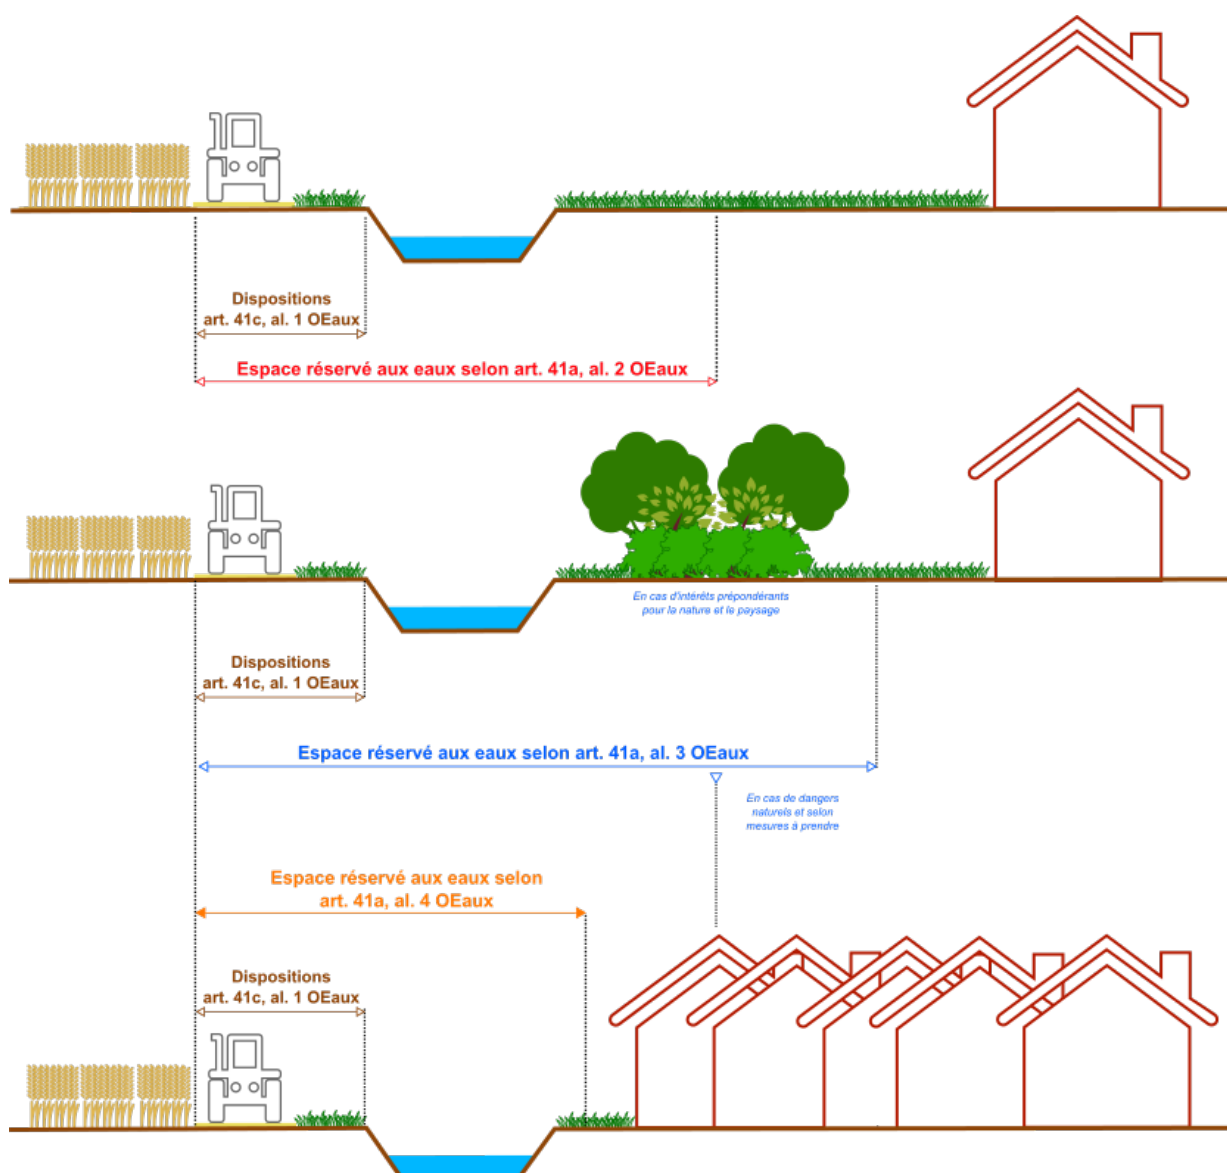 Dispositions
art. 41c, al. 1 OEaux
Espace réservé aux eaux selon art. 41a, al. 2 OEaux
En cas d'intérêts prépondérants
pour la nature et le paysage
Dispositions
art. 41c, al. 1 OEaux
Espace réservé aux eaux selon art. 41a, al. 3 OEaux
En cas de dangers
naturels et selon
mesures à prendre
Espace réservé aux eaux selon
art. 41a, al. 4 OEaux
Dispositions
art. 41c, al. 1 OEaux